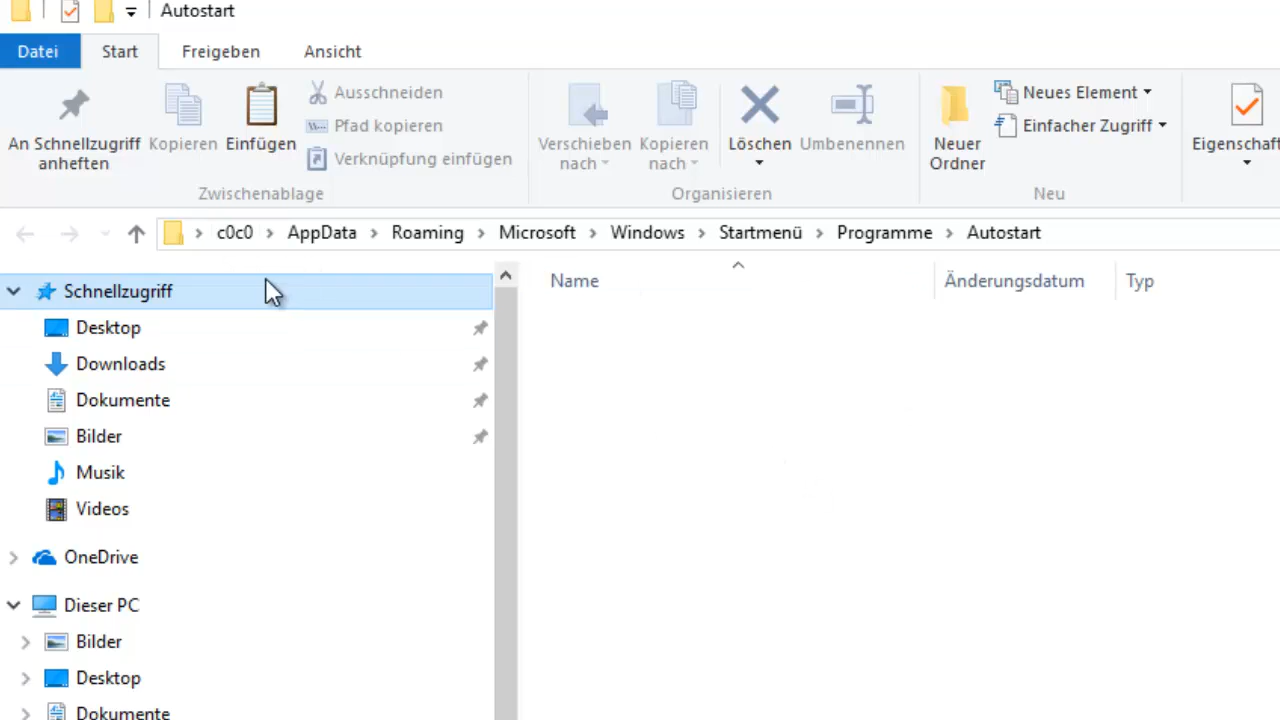 Autostart
Datei Start Freigeben Ansicht
An Schnellzugriff anheften
Kopieren
Einfügen
Ausschneiden
Pfad kopieren
Verknüpfung einfügen
Zwischenablage
Verschieben nach
Kopieren nach
Löschen
Umbenennen
Organisieren
Neuer Ordner
Neues Element
Einfacher Zugriff
Neu
Eigenschaf
c0c0 > AppData > Roaming > Microsoft > Windows > Startmenü > Programme > Autostart
Schnellzugriff
Desktop
Downloads
Dokumente
Bilder
Musik
Videos
OneDrive
Dieser PC
Bilder
Desktop
Dokumente
Name Änderungsdatum Typ